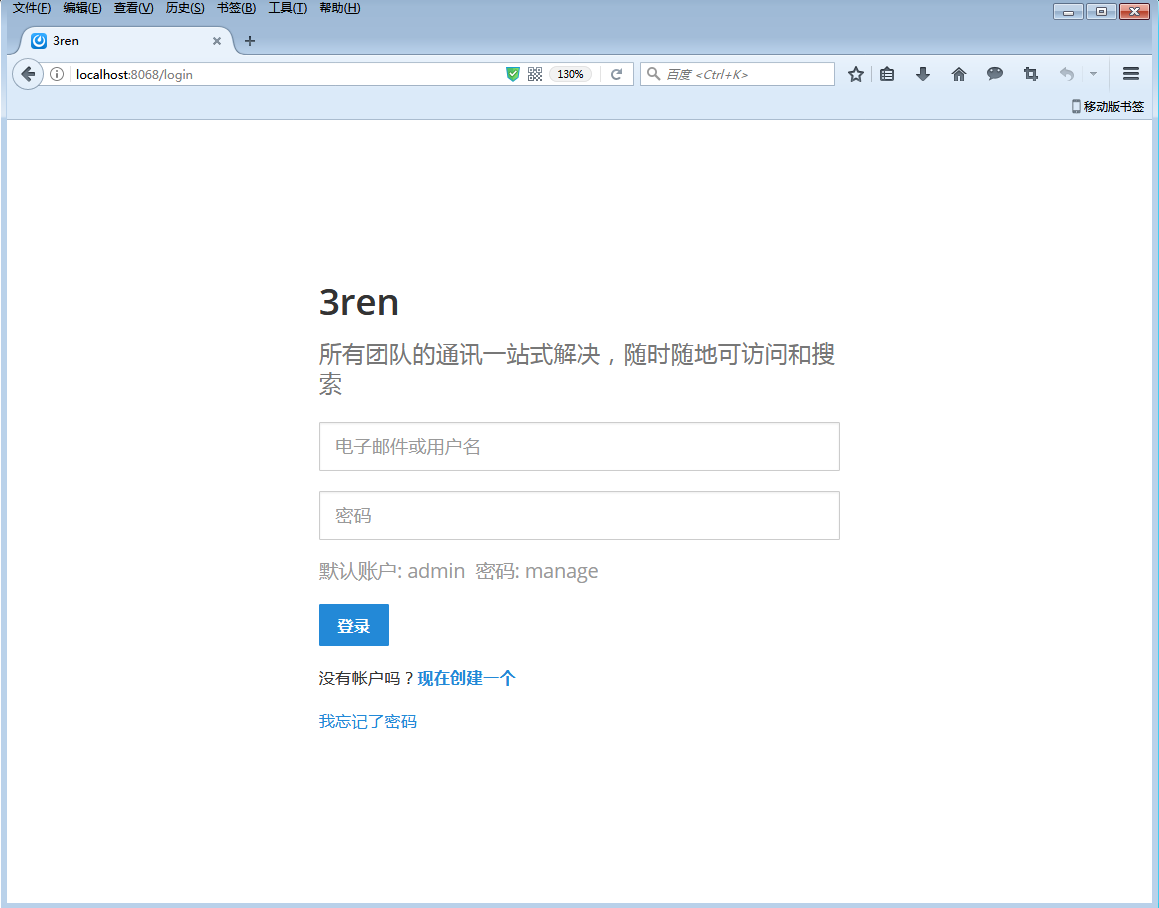 文件(F) 编辑(E) 查看(V) 历史(S) 书签(B) 工具(T) 帮助(H)
3ren
localhost:8068/login 130% 百度 <Ctrl+K>
移动版书签
3ren
所有团队的通讯一站式解决，随时随地可访问和搜
索
电子邮件或用户名
密码
默认账户: admin 密码: manage
登录
没有帐户吗？现在创建一个
我忘记了密码